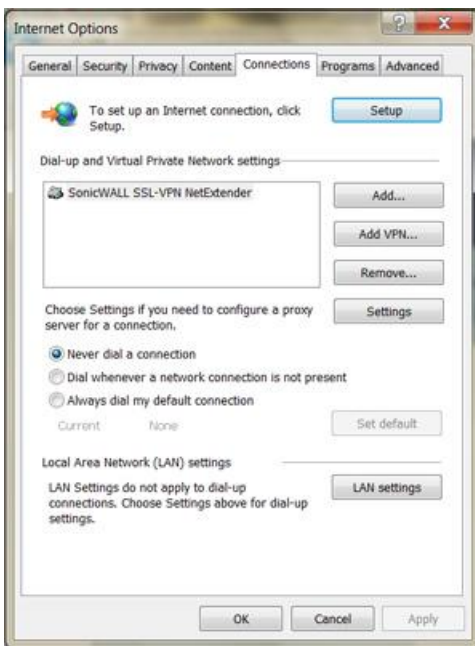 Internet Options
General Security Privacy Content Connections Programs Advanced
To set up an Internet connection, click
Setup.
Setup
Dial-up and Virtual Private Network settings
SonicWALL SSL-VPN NetExtender
Add...
Add VPN...
Remove...
Choose Settings if you need to configure a proxy
server for a connection.
Settings
Never dial a connection
Dial whenever a network connection is not present
Always dial my default connection
Current None
Set default
Local Area Network (LAN) settings
LAN Settings do not apply to dial-up
connections. Choose Settings above for dial-up
settings.
LAN settings
OK Cancel Apply